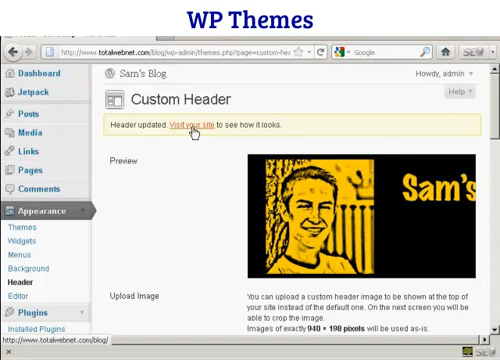 WP Themes
http://www.totalwebnet.com/blog/wp-admin/themes.php?page=custom-hea
Google
SEO
Sam's Blog
Howdy, admin
Help
Dashboard
Jetpack
Posts
Media
Links
Pages
Comments
Appearance
Themes
Widgets
Menus
Background
Header
Editor
Plugins
Installed Plugins
Custom Header
Header updated. Visit your site to see how it looks.
Preview
Sam's
Upload Image
You can upload a custom header image to be shown at the top
of your site instead of the default one. On the next screen you will be
able to crop the image.
Images of exactly 940 × 198 pixels will be used as-is.
http://www.totalwebnet.com/blog/
SEO